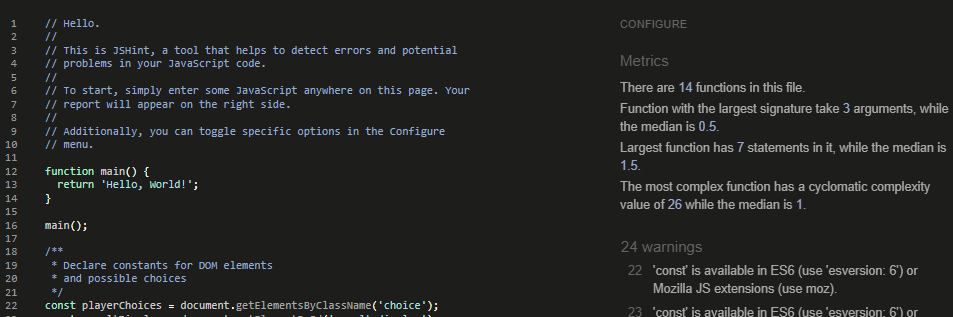 1 // Hello.
2 //
3 // This is JSHint, a tool that helps to detect errors and potential
4 // problems in your JavaScript code.
5 //
6 // To start, simply enter some JavaScript anywhere on this page. Your
7 // report will appear on the right side.
8 //
9 // Additionally, you can toggle specific options in the Configure
10 // menu.
11
12 function main() {
13   return 'Hello, World!';
14 }
15
16 main();
17
18 /**
19  * Declare constants for DOM elements
20  * and possible choices
21  */
22 const playerChoices = document.getElementsByClassName('choice');
CONFIGURE
Metrics
There are 14 functions in this file.
Function with the largest signature take 3 arguments, while
the median is 0.5.
Largest function has 7 statements in it, while the median is
1.5.
The most complex function has a cyclomatic complexity
value of 26 while the median is 1.
24 warnings
22 'const' is available in ES6 (use 'esversion: 6') or
Mozilla JS extensions (use moz).
23 'const' is available in ES6 (use 'esversion: 6') or